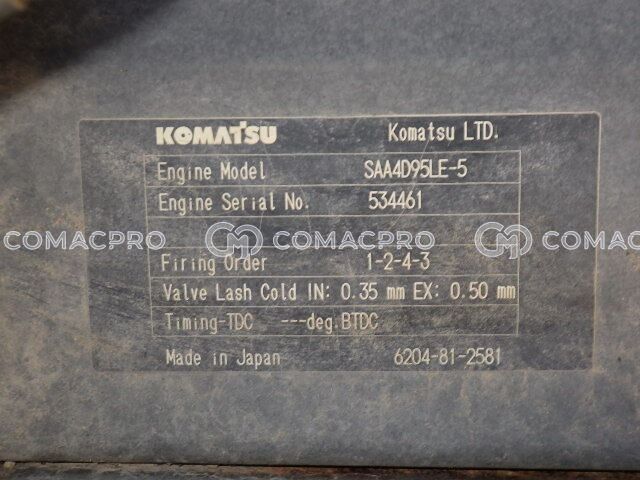 KOMATSU Komatsu LTD.
Engine Model SAA4D95LE-5
Engine Serial No. 534461
COMACPRO COMACPRO COMACPRO
Firing Order 1-2-4-3
Valve Lash Cold IN: 0.35 mm EX: 0.50 mm
Timing-TDC ---deg.BTDC
Made in Japan 6204-81-2581